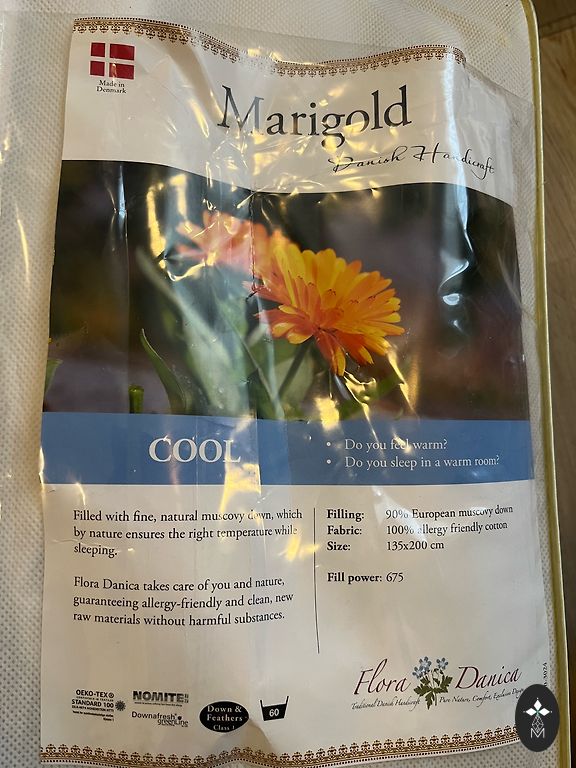 Made in
Denmark
Marigold
Danish Handicraft
COOL
• Do you feel warm?
• Do you sleep in a warm room?
Filled with fine, natural muscovy down, which
by nature ensures the right temperature while
sleeping.
Flora Danica takes care of you and nature,
guaranteeing allergy-friendly and clean, new
raw materials without harmful substances.
Filling: 90% European muscovy down
Fabric: 100% allergy friendly cotton
Size: 135x200 cm
Fill power: 675
Flora Danica
Traditional Danish Handicraft Pure Nature, Comfort,
OEKO-TEX®
STANDARD 100
NOMITE
Downafresh greenLine
Down &
Feathers
Class 1
60